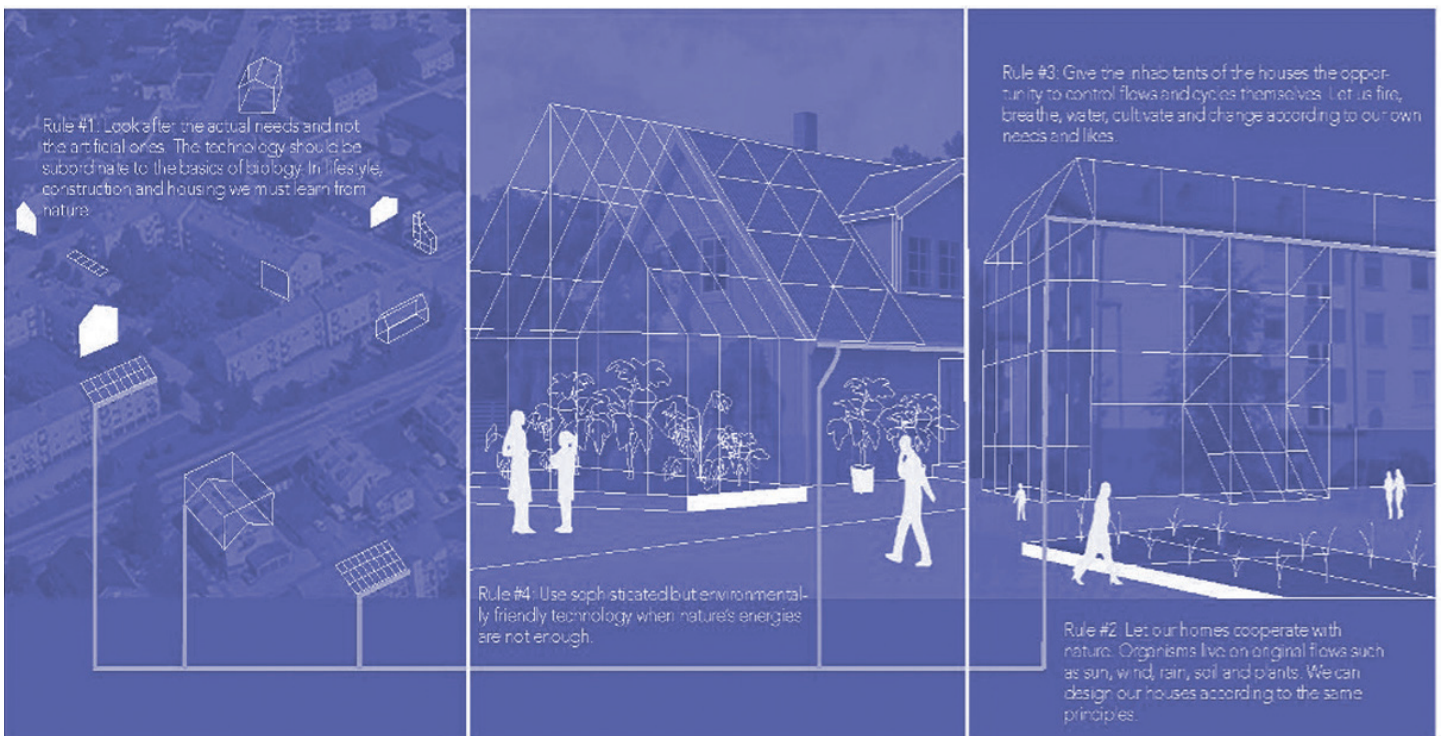 Rule #1: Look after the actual needs and not
the artificial ones. The technology should be
subordinate to the basics of biology. In lifestyle,
construction and housing we must learn from
nature.
Rule #4: Use sophisticated but environmental-
ly friendly technology when nature's energies
are not enough.
Rule #3: Give the inhabitants of the houses the oppor-
tunity to control flows and cycles themselves. Let us fire,
breathe, water, cultivate and change according to our own
needs and likes.
Rule #2: Let our homes cooperate with
nature. Organisms live on original flows such
as sun, wind, rain, soil and plants. We can
design our houses according to the same
principles.